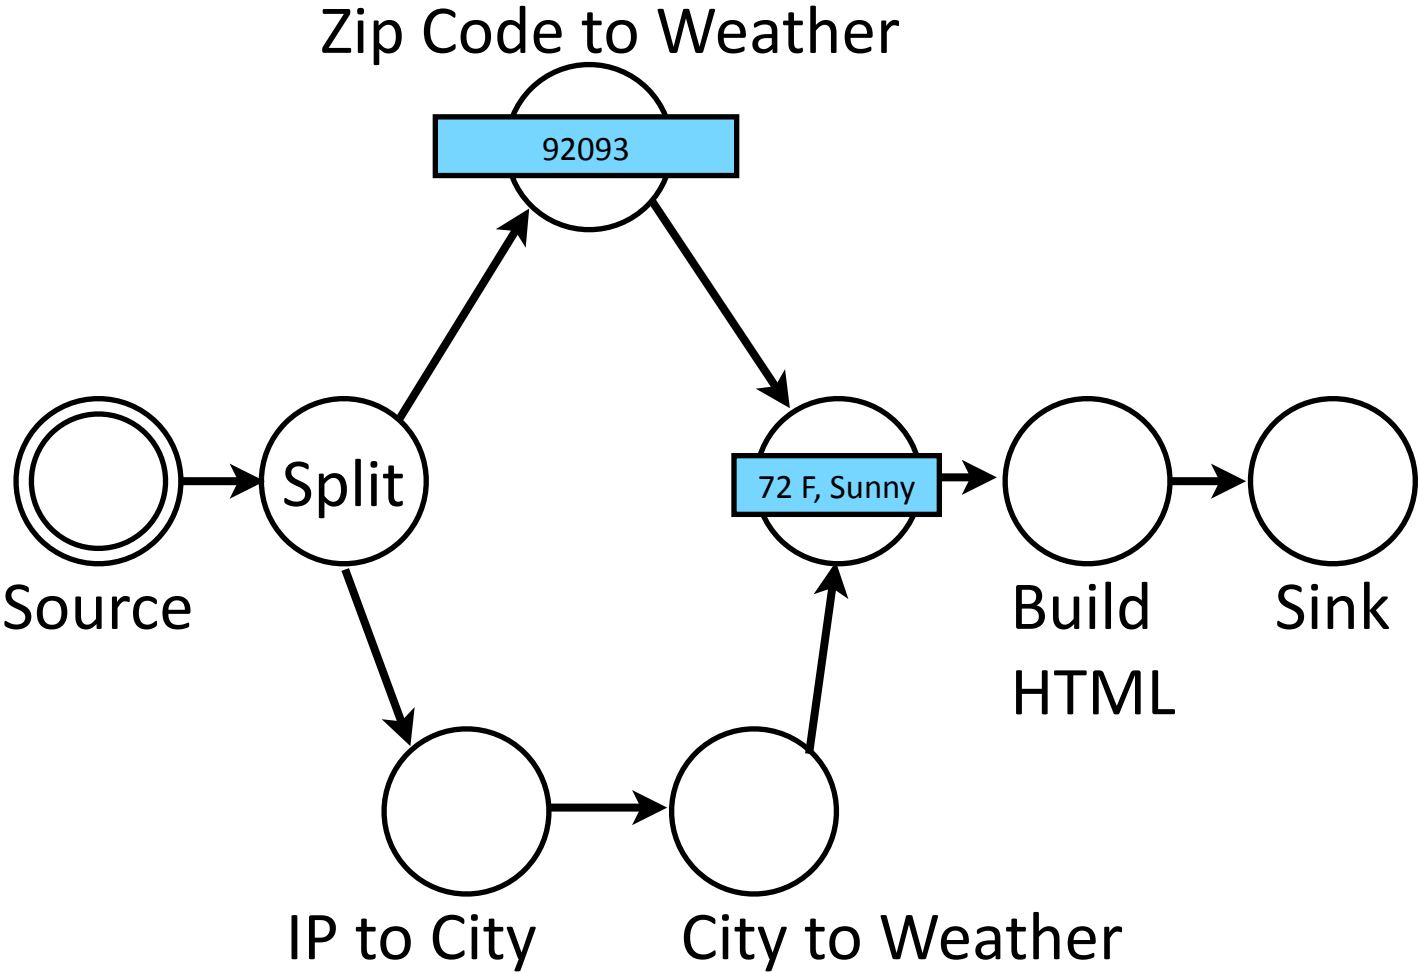 Zip Code to Weather
92093
Split
72 F, Sunny
Source
Build
HTML
Sink
IP to City
City to Weather